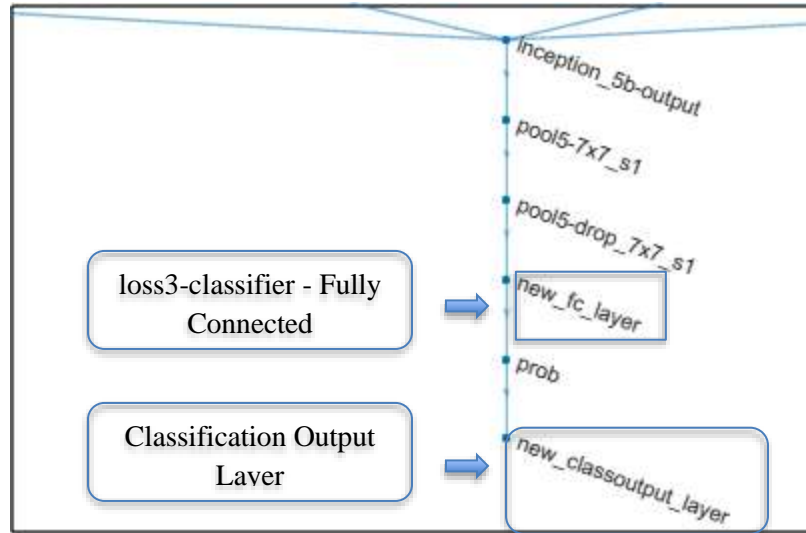 inception_5b-output
pool5-7x7_s1
pool5-drop_7x7_s1
loss3-classifier - Fully
Connected
new_fc_layer
prob
Classification Output
Laver
new_classoutput_layer